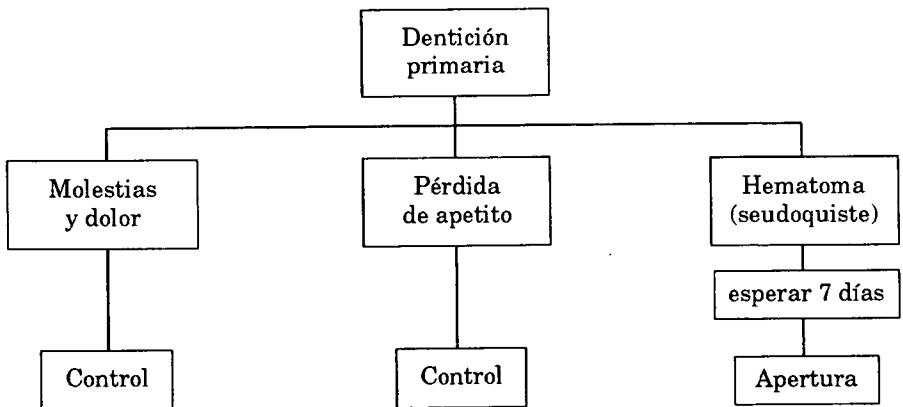 Dentición
primaria
Molestias
y dolor
Pérdida
de apetito
Hematoma
(seudoquiste)
esperar 7 días
Control
Control
Apertura